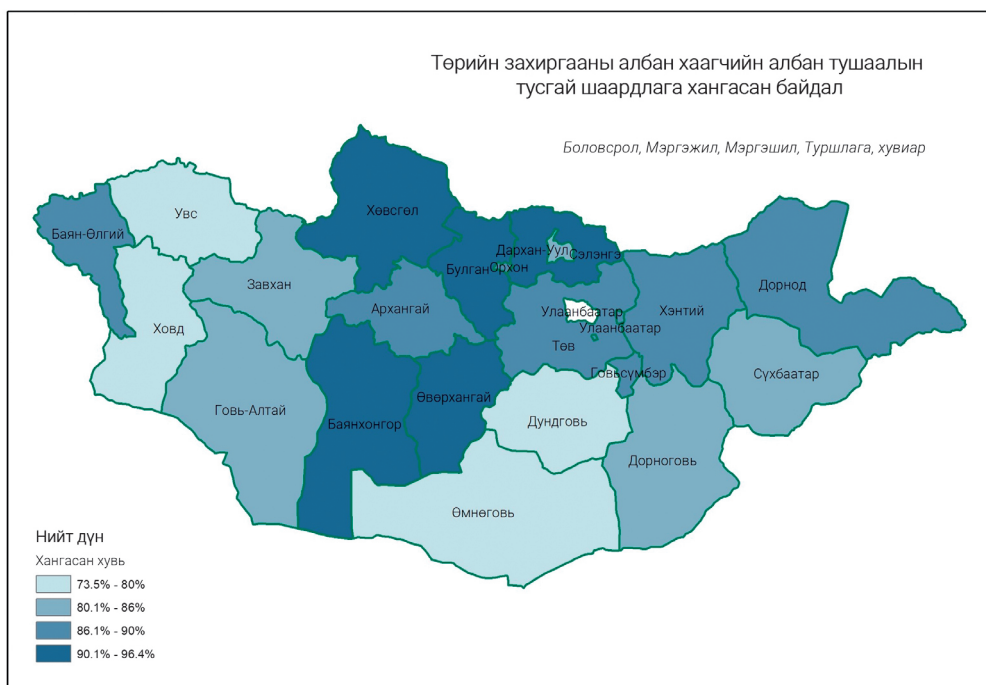 Төрийн захиргааны албан хаагчийн албан тушаалын
тусгай шаардлага хангасан байдал
Боловсрол, Мэргэжил, Мэргэшил, Туршлага, хувиар
Увс
Хөвсгөл
Баян-Өлгий
Дархан-Уул
Сэлэнгэ
Булган
Орхон
Завхан
Дорнод
Архангай
Улаанбаатар
Хэнтий
Ховд
Улаанбаатар
Төв
Говьсүмбэр
Сүхбаатар
Өвөрхангай
Говь-Алтай
Баянхонгор
Дундговь
Дорноговь
Өмнөговь
Нийт дүн
Хангасан хувь
73.5% - 80%
80.1% - 86%
86.1% - 90%
90.1% - 96.4%